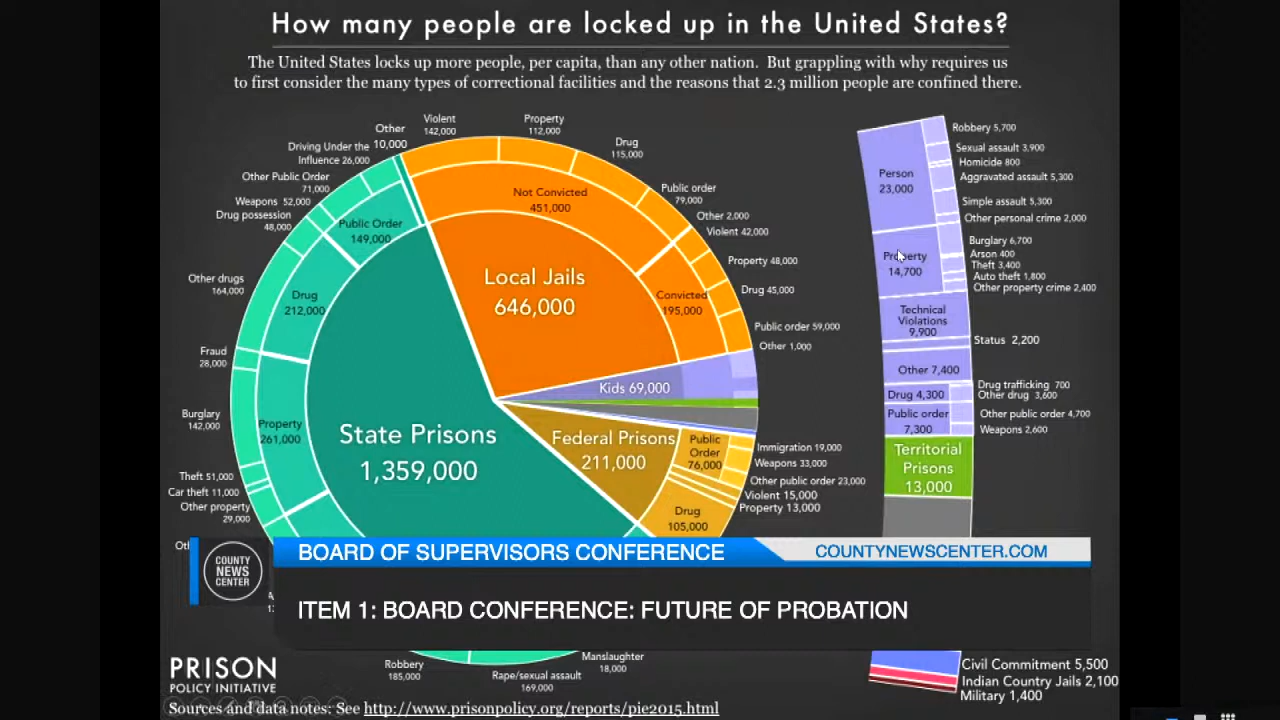 How many people are locked up in the United States?
The United States locks up more people, per capita, than any other nation. But grappling with why requires us
to first consider the many types of correctional facilities and the reasons that 2.3 million people are confined there.
Other
10,000
Violent
142,000
Property
112,000
Drug
115,000
Public order
79,000
Other 2,000
Violent 42,000
Property 48,000
Drug 45,000
Public order 59,000
Other 1,000
Driving Under the
Influence 26,000
Other Public Order
71,000
Weapons 52,000
Drug possession
48,000
Other drugs
164,000
Fraud
28,000
Burglary
142,000
Theft 51,000
Car theft 11,000
Other property
29,000
Public Order
149,000
Drug
212,000
Property
261,000
Not Convicted
451,000
Convicted
195,000
Local Jails
646,000
Kids 69,000
State Prisons
1,359,000
Federal Prisons
211,000
Public
Order
76,000
Drug
105,000
Immigration 19,000
Weapons 33,000
Other public order 23,000
Violent 15,000
Property 13,000
Person
23,000
Property
14,700
Technical
Violations
9,900
Other 7,400
Drug 4,300
Public order
7,300
Territorial
Prisons
13,000
Robbery 5,700
Sexual assault 3,900
Homicide 800
Aggravated assault 5,300
Simple assault 5,300
Other personal crime 2,000
Burglary 6,700
Arson 400
Theft 3,400
Auto theft 1,800
Other property crime 2,400
Status 2,200
Drug trafficking 700
Other drug 3,600
Other public order 4,700
Weapons 2,600
COUNTY
NEWS
CENTER
BOARD OF SUPERVISORS CONFERENCE
COUNTYNEWSCENTER.COM
ITEM 1: BOARD CONFERENCE: FUTURE OF PROBATION
Robbery
185,000
Rape/sexual assault
169,000
Manslaughter
18,000
Civil Commitment 5,500
Indian Country Jails 2,100
Military 1,400
PRISON
POLICY INITIATIVE
Sources and data notes: See http://www.prisonpolicy.org/reports/pie2015.html